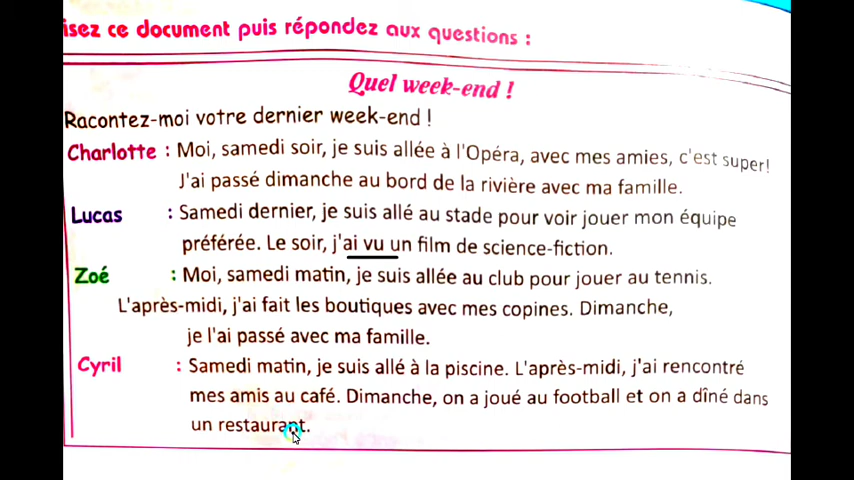 isez ce document puis répondez aux questions :
Quel week-end !
Racontez-moi votre dernier week-end !
Charlotte : Moi, samedi soir, je suis allée à l'Opéra, avec mes amies, c'est super!
J'ai passé dimanche au bord de la rivière avec ma famille.
Lucas : Samedi dernier, je suis allé au stade pour voir jouer mon équipe
préférée. Le soir, j'ai vu un film de science-fiction.
Zoé : Moi, samedi matin, je suis allée au club pour jouer au tennis.
L'après-midi, j'ai fait les boutiques avec mes copines. Dimanche,
je l'ai passé avec ma famille.
Cyril : Samedi matin, je suis allé à la piscine. L'après-midi, j'ai rencontré
mes amis au café. Dimanche, on a joué au football et on a dîné dans
un restaurant.